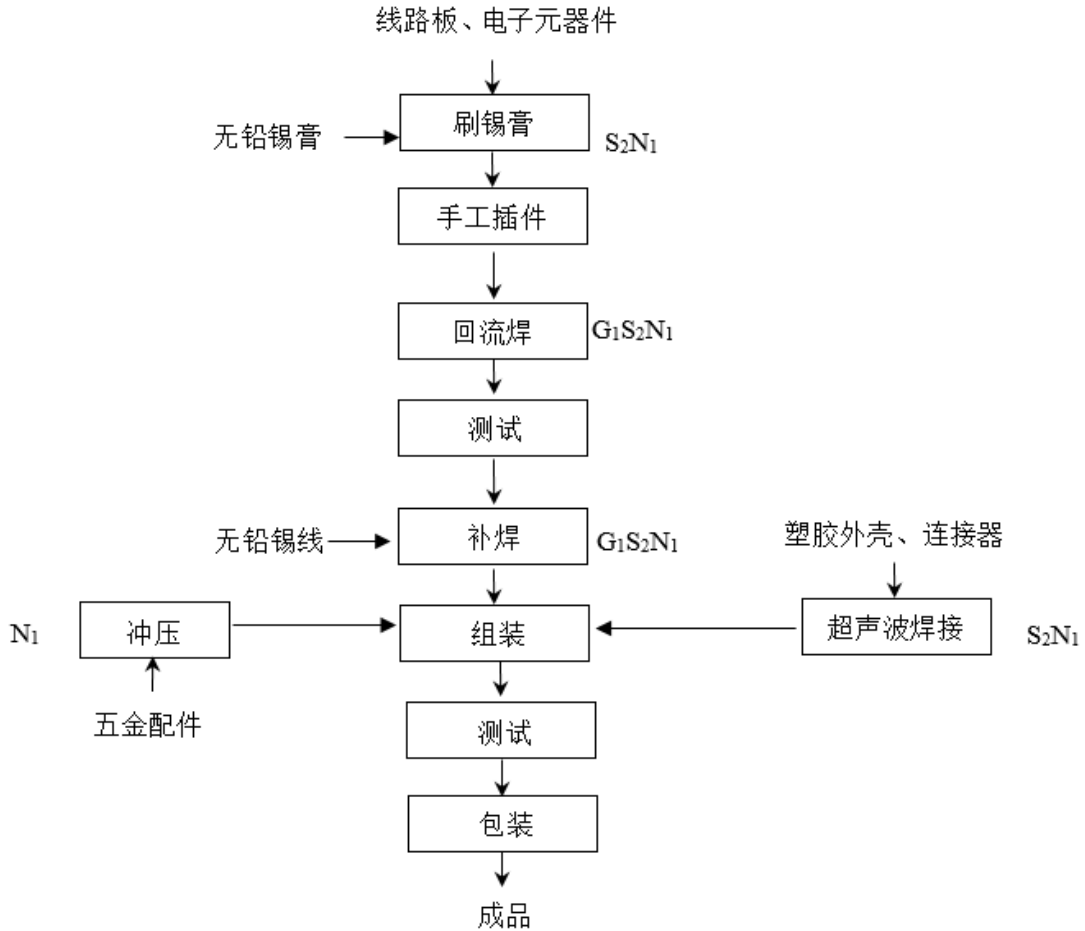 线路板、电子元器件
刷锡膏
无铅锡膏
S₂N₁
手工插件
回流焊
G₁S₂N₁
测试
无铅锡线
补焊
G₁S₂N₁
塑胶外壳、连接器
N₁
冲压
组装
超声波焊接
S₂N₁
五金配件
测试
包装
成品